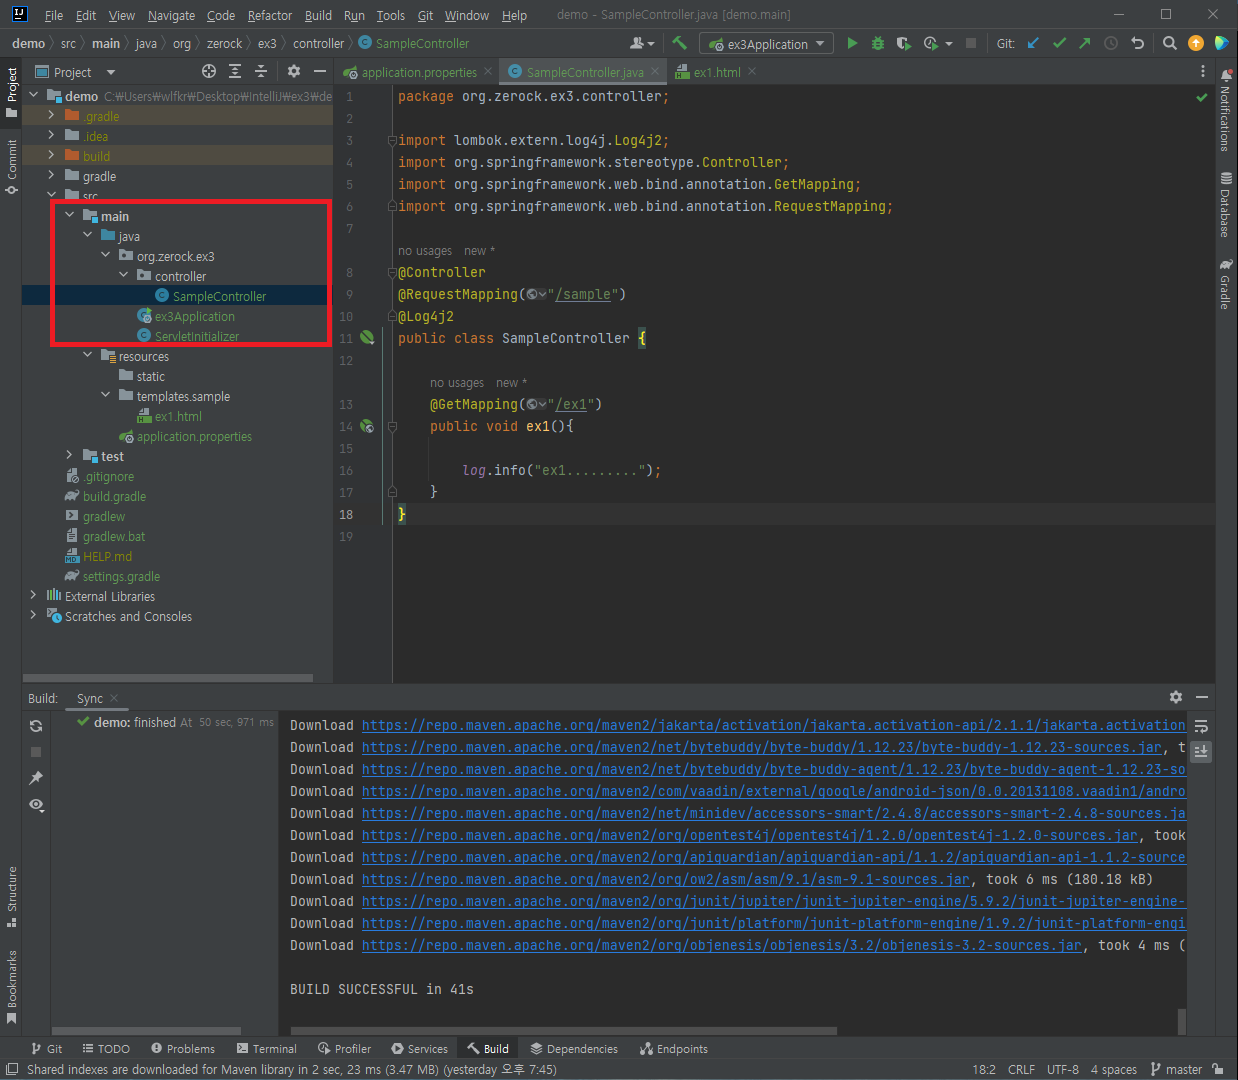 File Edit View Navigate Code Refactor Build Run Tools Git Window Help demo - SampleController.java [demo.main]
demo src main java org zerock ex3 controller SampleController ex3Application Git:
Project
application.properties SampleController.java ex1.html
demo C:₩Users₩wlfkr₩Desktop₩IntelliJ₩ex3₩de
.gradle
.idea
build
gradle
src
main
java
org.zerock.ex3
controller
SampleController
ex3Application
ServletInitializer
resources
static
templates.sample
ex1.html
application.properties
test
.gitignore
build.gradle
gradlew
gradlew.bat
HELP.md
settings.gradle
External Libraries
Scratches and Consoles
1 package org.zerock.ex3.controller;
2
3 import lombok.extern.log4j.Log4j2;
4 import org.springframework.stereotype.Controller;
5 import org.springframework.web.bind.annotation.GetMapping;
6 import org.springframework.web.bind.annotation.RequestMapping;
7
no usages new *
8 @Controller
9 @RequestMapping("/sample")
10 @Log4j2
11 public class SampleController {
12
no usages new *
13 @GetMapping("/ex1")
14 public void ex1(){
15
16 log.info("ex1.........");
17 }
18 }
19
Project
Commit
Structure
Bookmarks
Notifications
Database
Gradle
Build: Sync
demo: finished At 50 sec, 971 ms
Download https://repo.maven.apache.org/maven2/jakarta/activation/jakarta.activation-api/2.1.1/jakarta.activation
Download https://repo.maven.apache.org/maven2/net/bytebuddy/byte-buddy/1.12.23/byte-buddy-1.12.23-sources.jar, t
Download https://repo.maven.apache.org/maven2/net/bytebuddy/byte-buddy-agent/1.12.23/byte-buddy-agent-1.12.23-so
Download https://repo.maven.apache.org/maven2/com/vaadin/external/google/android-json/0.0.20131108.vaadin1/andro
Download https://repo.maven.apache.org/maven2/net/minidev/accessors-smart/2.4.8/accessors-smart-2.4.8-sources.ja
Download https://repo.maven.apache.org/maven2/org/opentest4j/opentest4j/1.2.0/opentest4j-1.2.0-sources.jar, took
Download https://repo.maven.apache.org/maven2/org/apiguardian/apiguardian-api/1.1.2/apiguardian-api-1.1.2-source
Download https://repo.maven.apache.org/maven2/org/ow2/asm/asm/9.1/asm-9.1-sources.jar, took 6 ms (180.18 kB)
Download https://repo.maven.apache.org/maven2/org/junit/jupiter/junit-jupiter-engine/5.9.2/junit-jupiter-engine-
Download https://repo.maven.apache.org/maven2/org/junit/platform/junit-platform-engine/1.9.2/junit-platform-engi
Download https://repo.maven.apache.org/maven2/org/objenesis/objenesis/3.2/objenesis-3.2-sources.jar, took 4 ms (
BUILD SUCCESSFUL in 41s
Git TODO Problems Terminal Profiler Services Build Dependencies Endpoints
Shared indexes are downloaded for Maven library in 2 sec, 23 ms (3.47 MB) (yesterday 오후 7:45) 18:2 CRLF UTF-8 4 spaces master